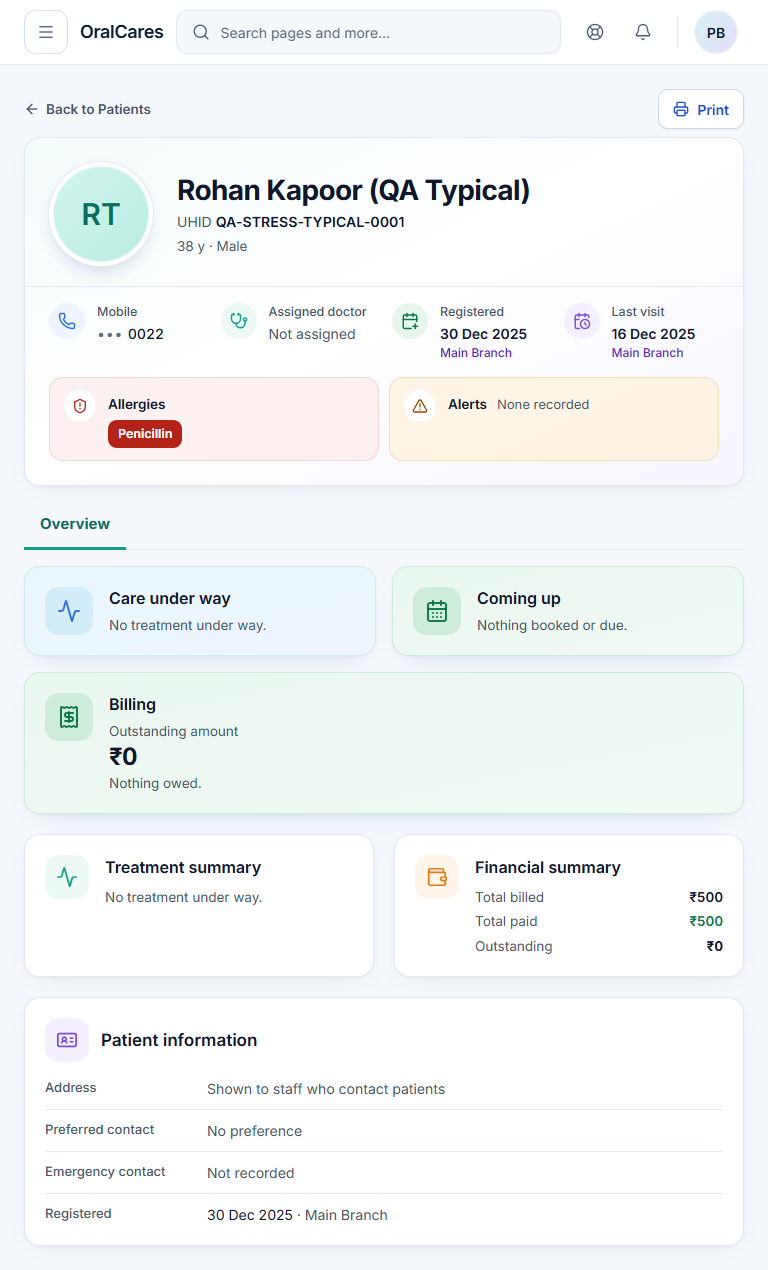 OralCares
Search pages and more...
PB
Back to Patients
Print
RT
Rohan Kapoor (QA Typical)
UHID QA-STRESS-TYPICAL-0001
38 y · Male
Mobile
••• 0022
Assigned doctor
Not assigned
Registered
30 Dec 2025
Main Branch
Last visit
16 Dec 2025
Main Branch
Allergies
Penicillin
Alerts None recorded
Overview
Care under way
No treatment under way.
Coming up
Nothing booked or due.
Billing
Outstanding amount
₹0
Nothing owed.
Treatment summary
No treatment under way.
Financial summary
Total billed ₹500
Total paid ₹500
Outstanding ₹0
Patient information
Address Shown to staff who contact patients
Preferred contact No preference
Emergency contact Not recorded
Registered 30 Dec 2025 · Main Branch